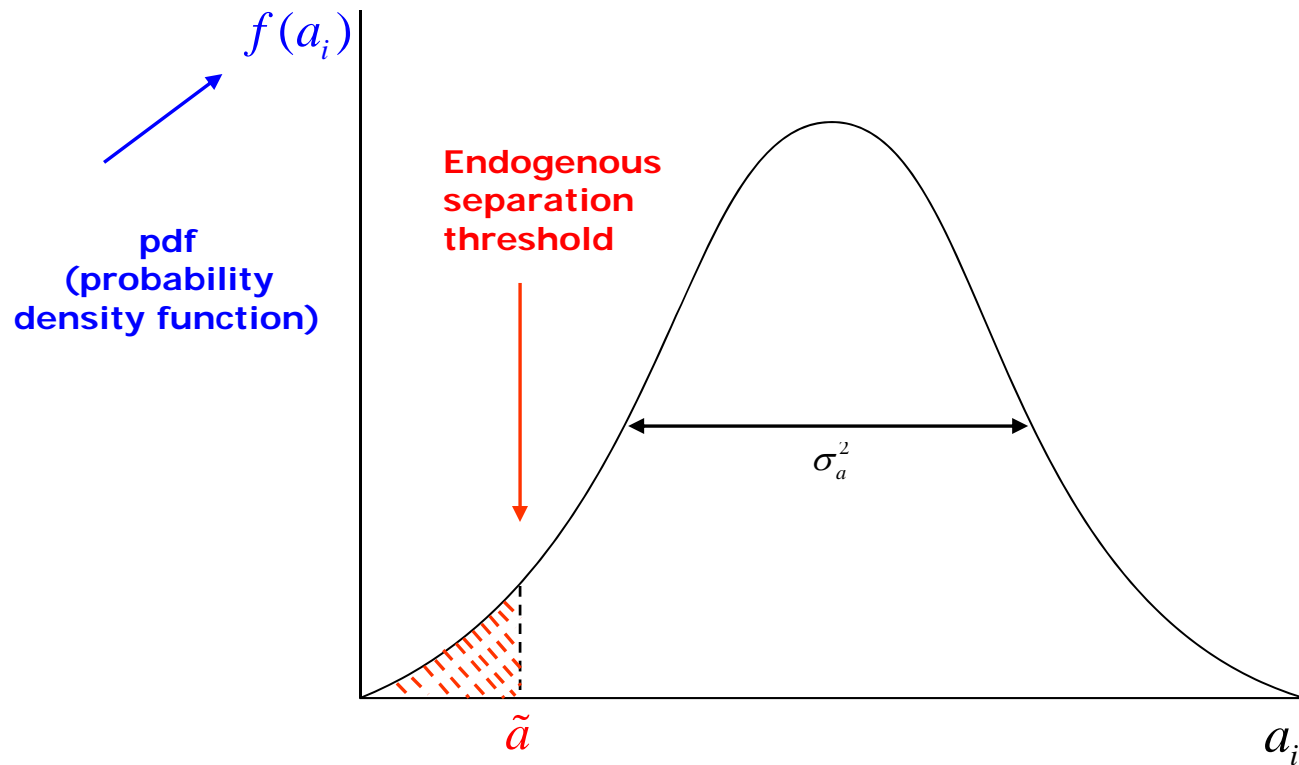 f(a_i)
Endogenous
separation
threshold
pdf
(probability
density function)
σ_a^2
ã
a_i